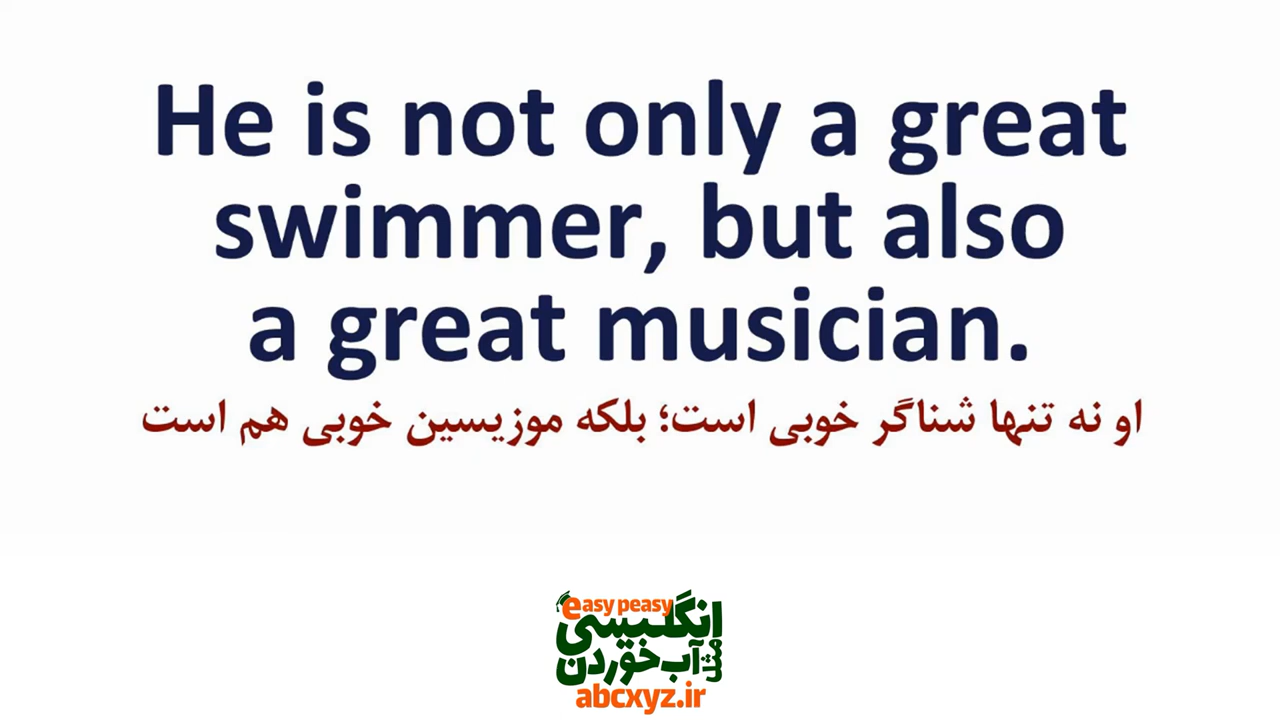 He is not only a great
swimmer, but also
a great musician.
او نه تنها شناگر خوبی است؛ بلکه موزیسین خوبی هم است
easy peasy
انگلیسی
مثل آب خوردن
abcxyz.ir